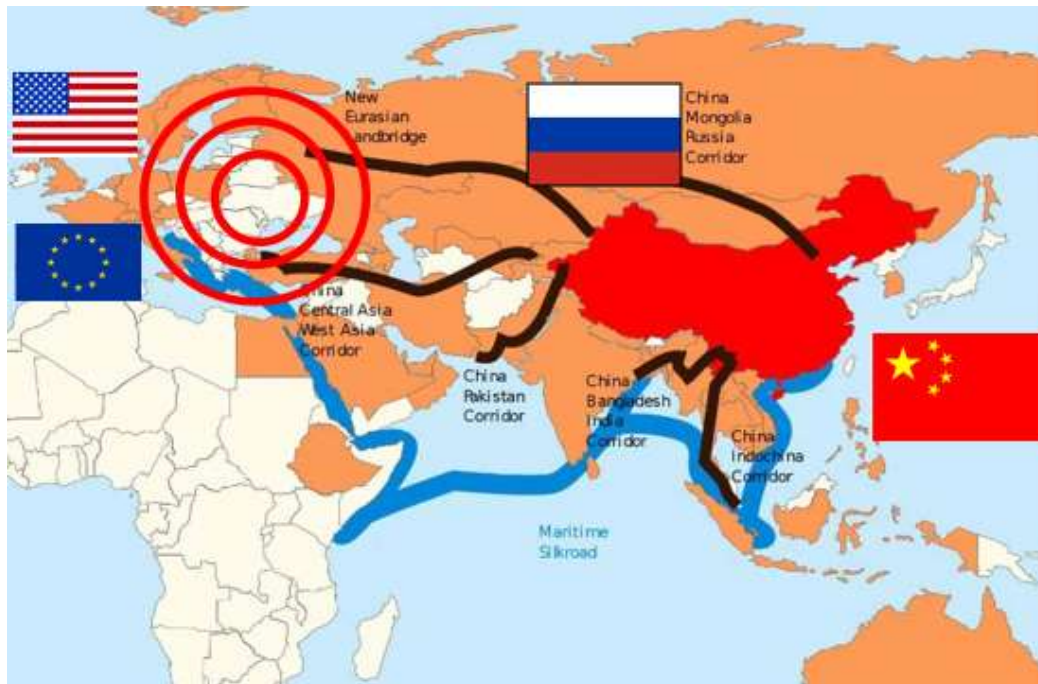 New
Eurasian
Landbridge
China
Mongolia
Russia
Corridor
China
Central Asia
West Asia
Corridor
China
Pakistan
Corridor
China
Bangladesh
India
Corridor
China
Indochina
Corridor
Maritime
Silkroad